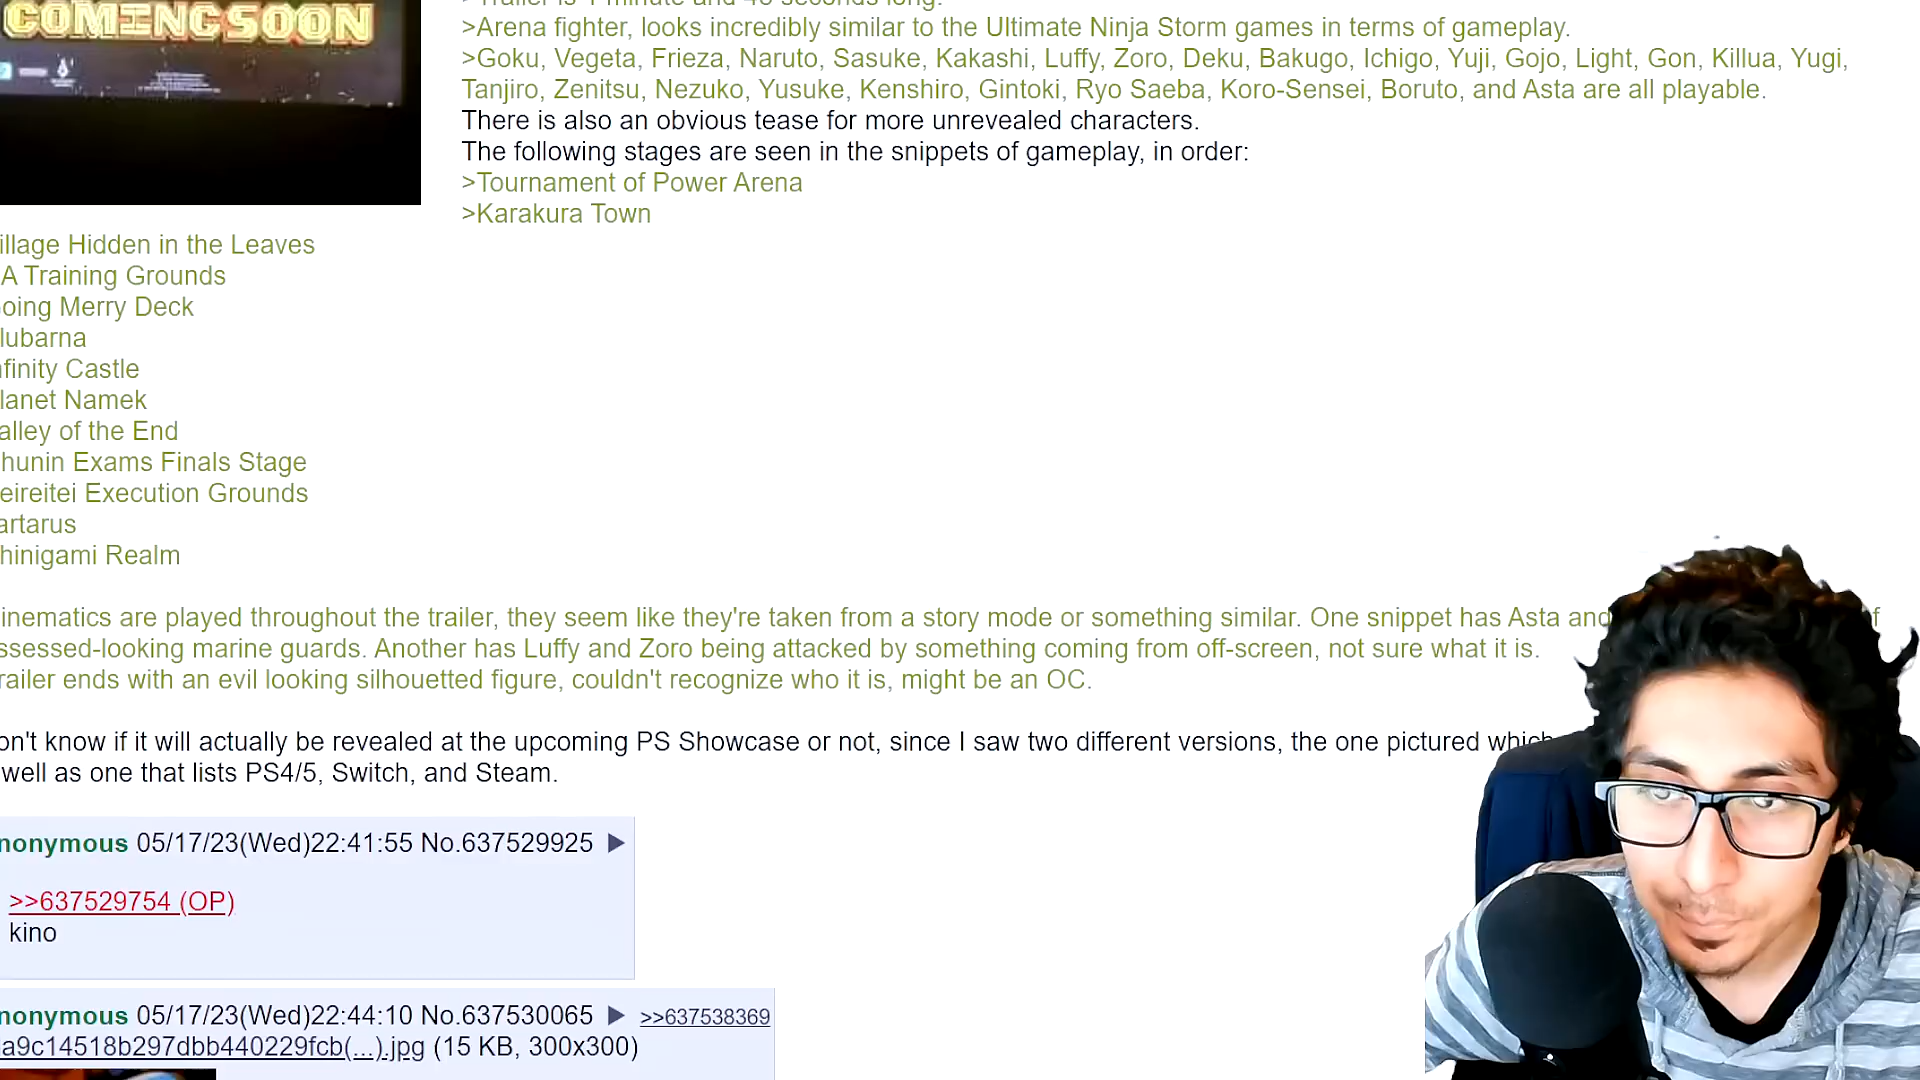 COMING SOON
>Trailer is 1 minute and 40 seconds long.
>Arena fighter, looks incredibly similar to the Ultimate Ninja Storm games in terms of gameplay.
>Goku, Vegeta, Frieza, Naruto, Sasuke, Kakashi, Luffy, Zoro, Deku, Bakugo, Ichigo, Yuji, Gojo, Light, Gon, Killua, Yugi,
Tanjiro, Zenitsu, Nezuko, Yusuke, Kenshiro, Gintoki, Ryo Saeba, Koro-Sensei, Boruto, and Asta are all playable.
There is also an obvious tease for more unrevealed characters.
The following stages are seen in the snippets of gameplay, in order:
>Tournament of Power Arena
>Karakura Town
illage Hidden in the Leaves
A Training Grounds
oing Merry Deck
lubarna
nfinity Castle
lanet Namek
alley of the End
hunin Exams Finals Stage
eireitei Execution Grounds
artarus
hinigami Realm
inematics are played throughout the trailer, they seem like they're taken from a story mode or something similar. One snippet has Asta and f
ssessed-looking marine guards. Another has Luffy and Zoro being attacked by something coming from off-screen, not sure what it is.
railer ends with an evil looking silhouetted figure, couldn't recognize who it is, might be an OC.
on't know if it will actually be revealed at the upcoming PS Showcase or not, since I saw two different versions, the one pictured which
well as one that lists PS4/5, Switch, and Steam.
nonymous 05/17/23(Wed)22:41:55 No.637529925 ▶
>>637529754 (OP)
kino
nonymous 05/17/23(Wed)22:44:10 No.637530065 ▶ >>637538369
a9c14518b297dbb440229fcb(...).jpg (15 KB, 300x300)